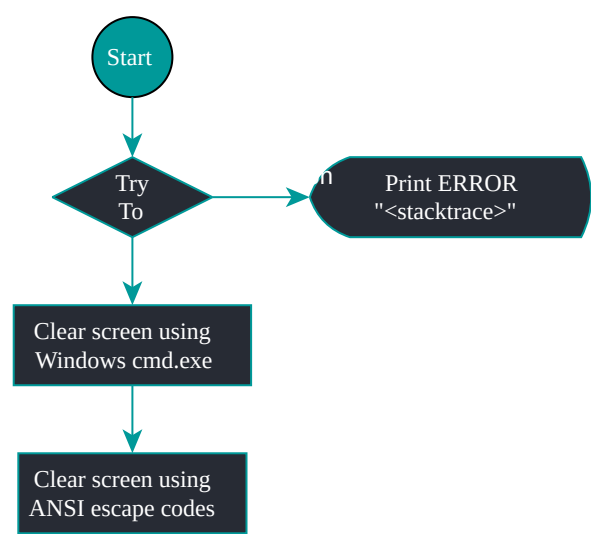 Start
Try
To
Print ERROR
"<stacktrace>"
Clear screen using
Windows cmd.exe
Clear screen using
ANSI escape codes